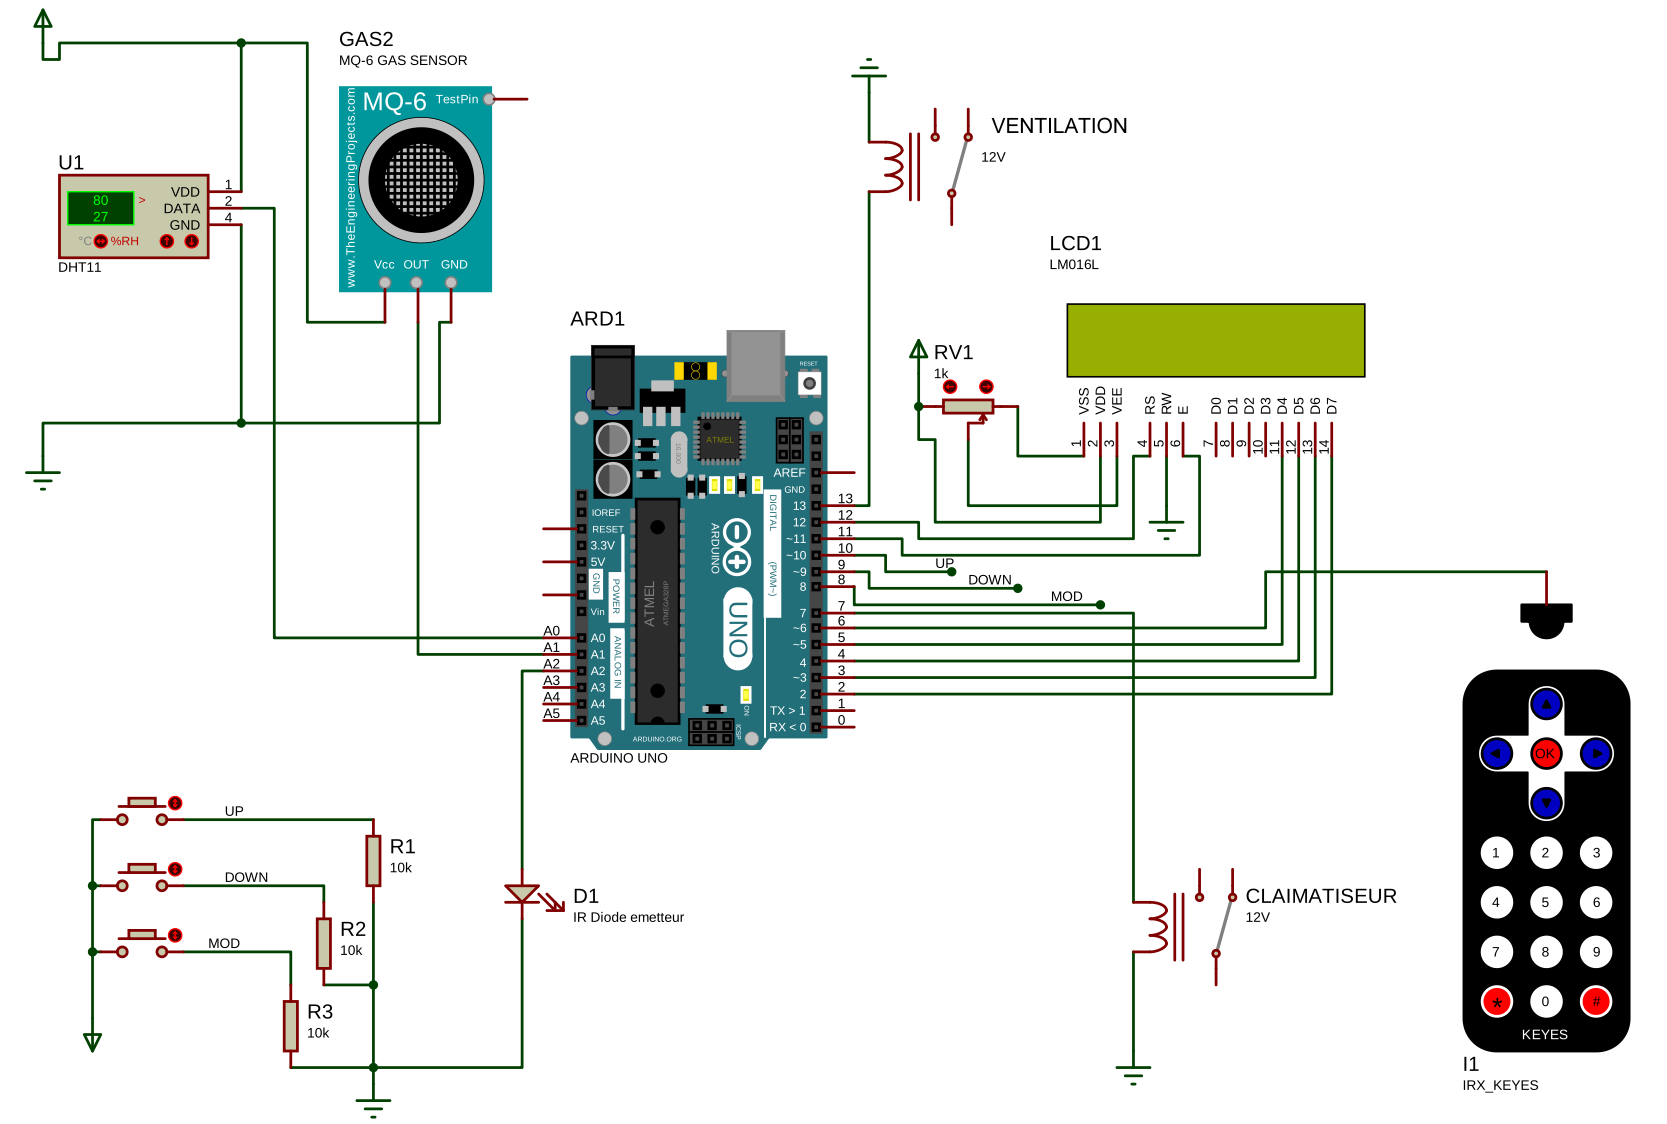 GAS2
MQ-6 GAS SENSOR
www.TheEngineeringProjects.com
MQ-6
TestPin
Vcc OUT GND
U1
80
27
>
°C %RH
VDD
DATA
GND
1
2
4
DHT11
VENTILATION
12V
LCD1
LM016L
VSS VDD VEE RS RW E D0 D1 D2 D3 D4 D5 D6 D7
1 2 3 4 5 6 7 8 9 10 11 12 13 14
RV1
1k
ARD1
RESET
ATMEL
16.000
AREF
GND
13 13
12 12
~11 11
~10 10
~9 9
8 8
7 7
~6 6
~5 5
4 4
~3 3
2 2
TX > 1 1
RX < 0 0
DIGITAL
(PWM~)
IOREF
RESET
3.3V
5V
GND
POWER
Vin
A0 A0
A1 A1
A2 A2
A3 A3
A4 A4
A5 A5
ANALOG IN
ATMEL
ATMEGA328P
ARDUINO
UNO
ON
ICSP
ARDUINO.ORG
ARDUINO UNO
UP
DOWN
MOD
UP
DOWN
MOD
R1
10k
R2
10k
R3
10k
D1
IR Diode emetteur
CLAIMATISEUR
12V
OK
1 2 3
4 5 6
7 8 9
* 0 #
KEYES
I1
IRX_KEYES